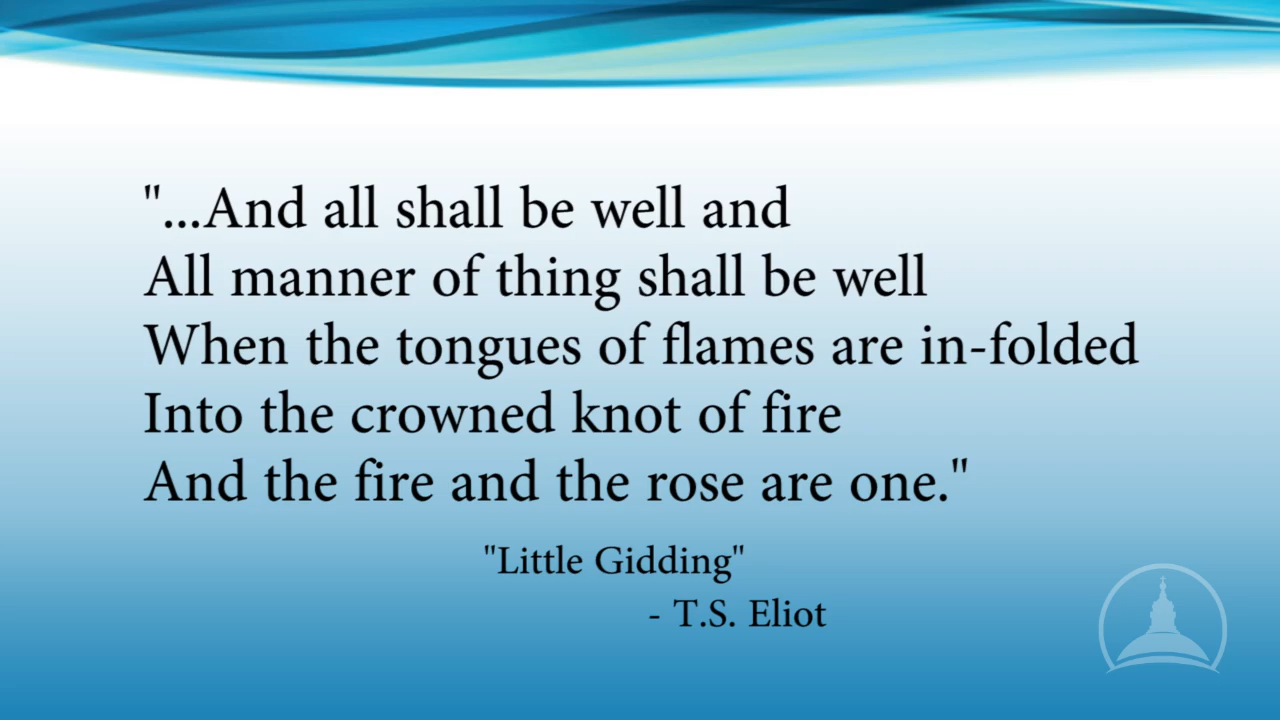 "...And all shall be well and
All manner of thing shall be well
When the tongues of flames are in-folded
Into the crowned knot of fire
And the fire and the rose are one."
"Little Gidding"
- T.S. Eliot